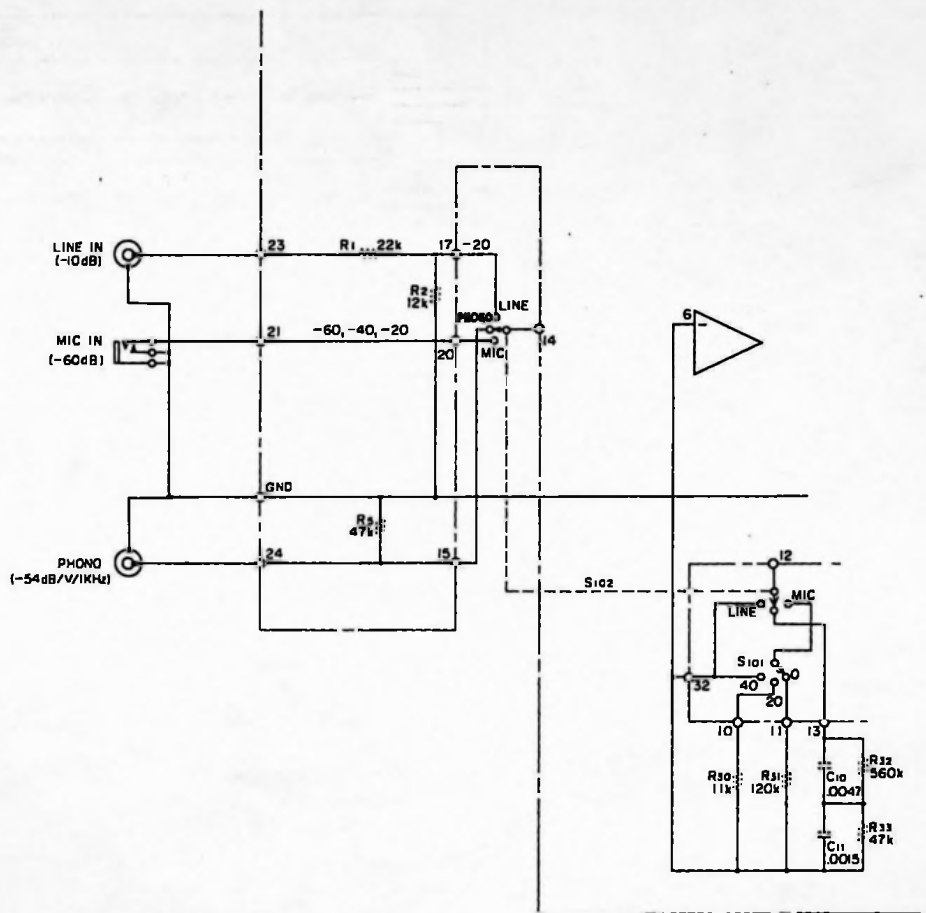 LINE IN
(-10dB)
23
R1 ... 22k
17
-20
R2
12k
LINE
PHONO
MIC
14
MIC IN
(-60dB)
21
-60, -40, -20
20
6
−
GND
R5
47k
PHONO
(-54dB/V/1KHz)
24
15
S102
12
LINE
MIC
S101
32
40
20
0
10
11
13
R30
11k
R31
120k
C10
.0047
R32
560k
C11
.0015
R33
47k